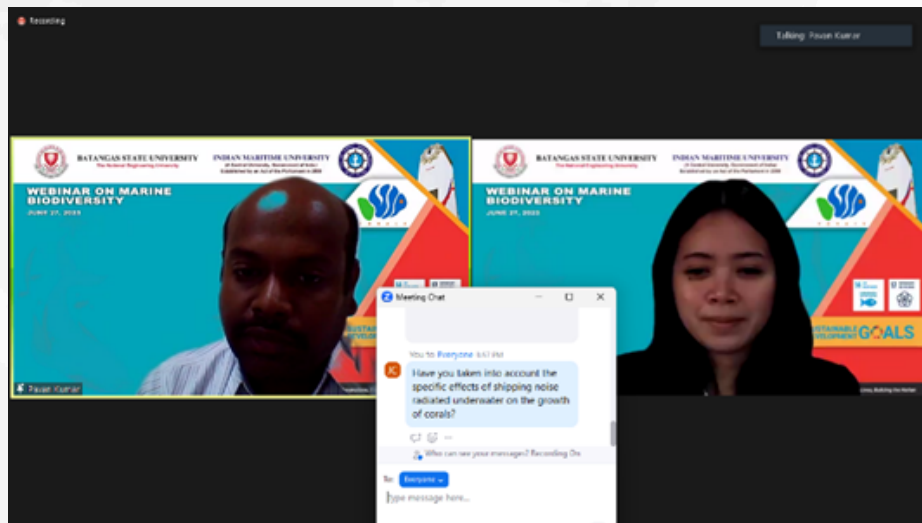 Recording
Talking: Pavan Kumar
BATANGAS STATE UNIVERSITY
The National Engineering University
INDIAN MARITIME UNIVERSITY
(A Central University, Government of India)
Established by an Act of the Parliament in 2008
WEBINAR ON MARINE
BIODIVERSITY
JUNE 27, 2023
Pavan Kumar
BATANGAS STATE UNIVERSITY
The National Engineering University
INDIAN MARITIME UNIVERSITY
(A Central University, Government of India)
Established by an Act of the Parliament in 2008
WEBINAR ON MARINE
BIODIVERSITY
JUNE 27, 2023
SUSTAINABLE
DEVELOPMENT GOALS
Meeting Chat
You to Everyone
JC
Have you taken into account the
specific effects of shipping noise
radiated underwater on the growth
of corals?
Who can see your messages? Recording On
To: Everyone
Type message here...